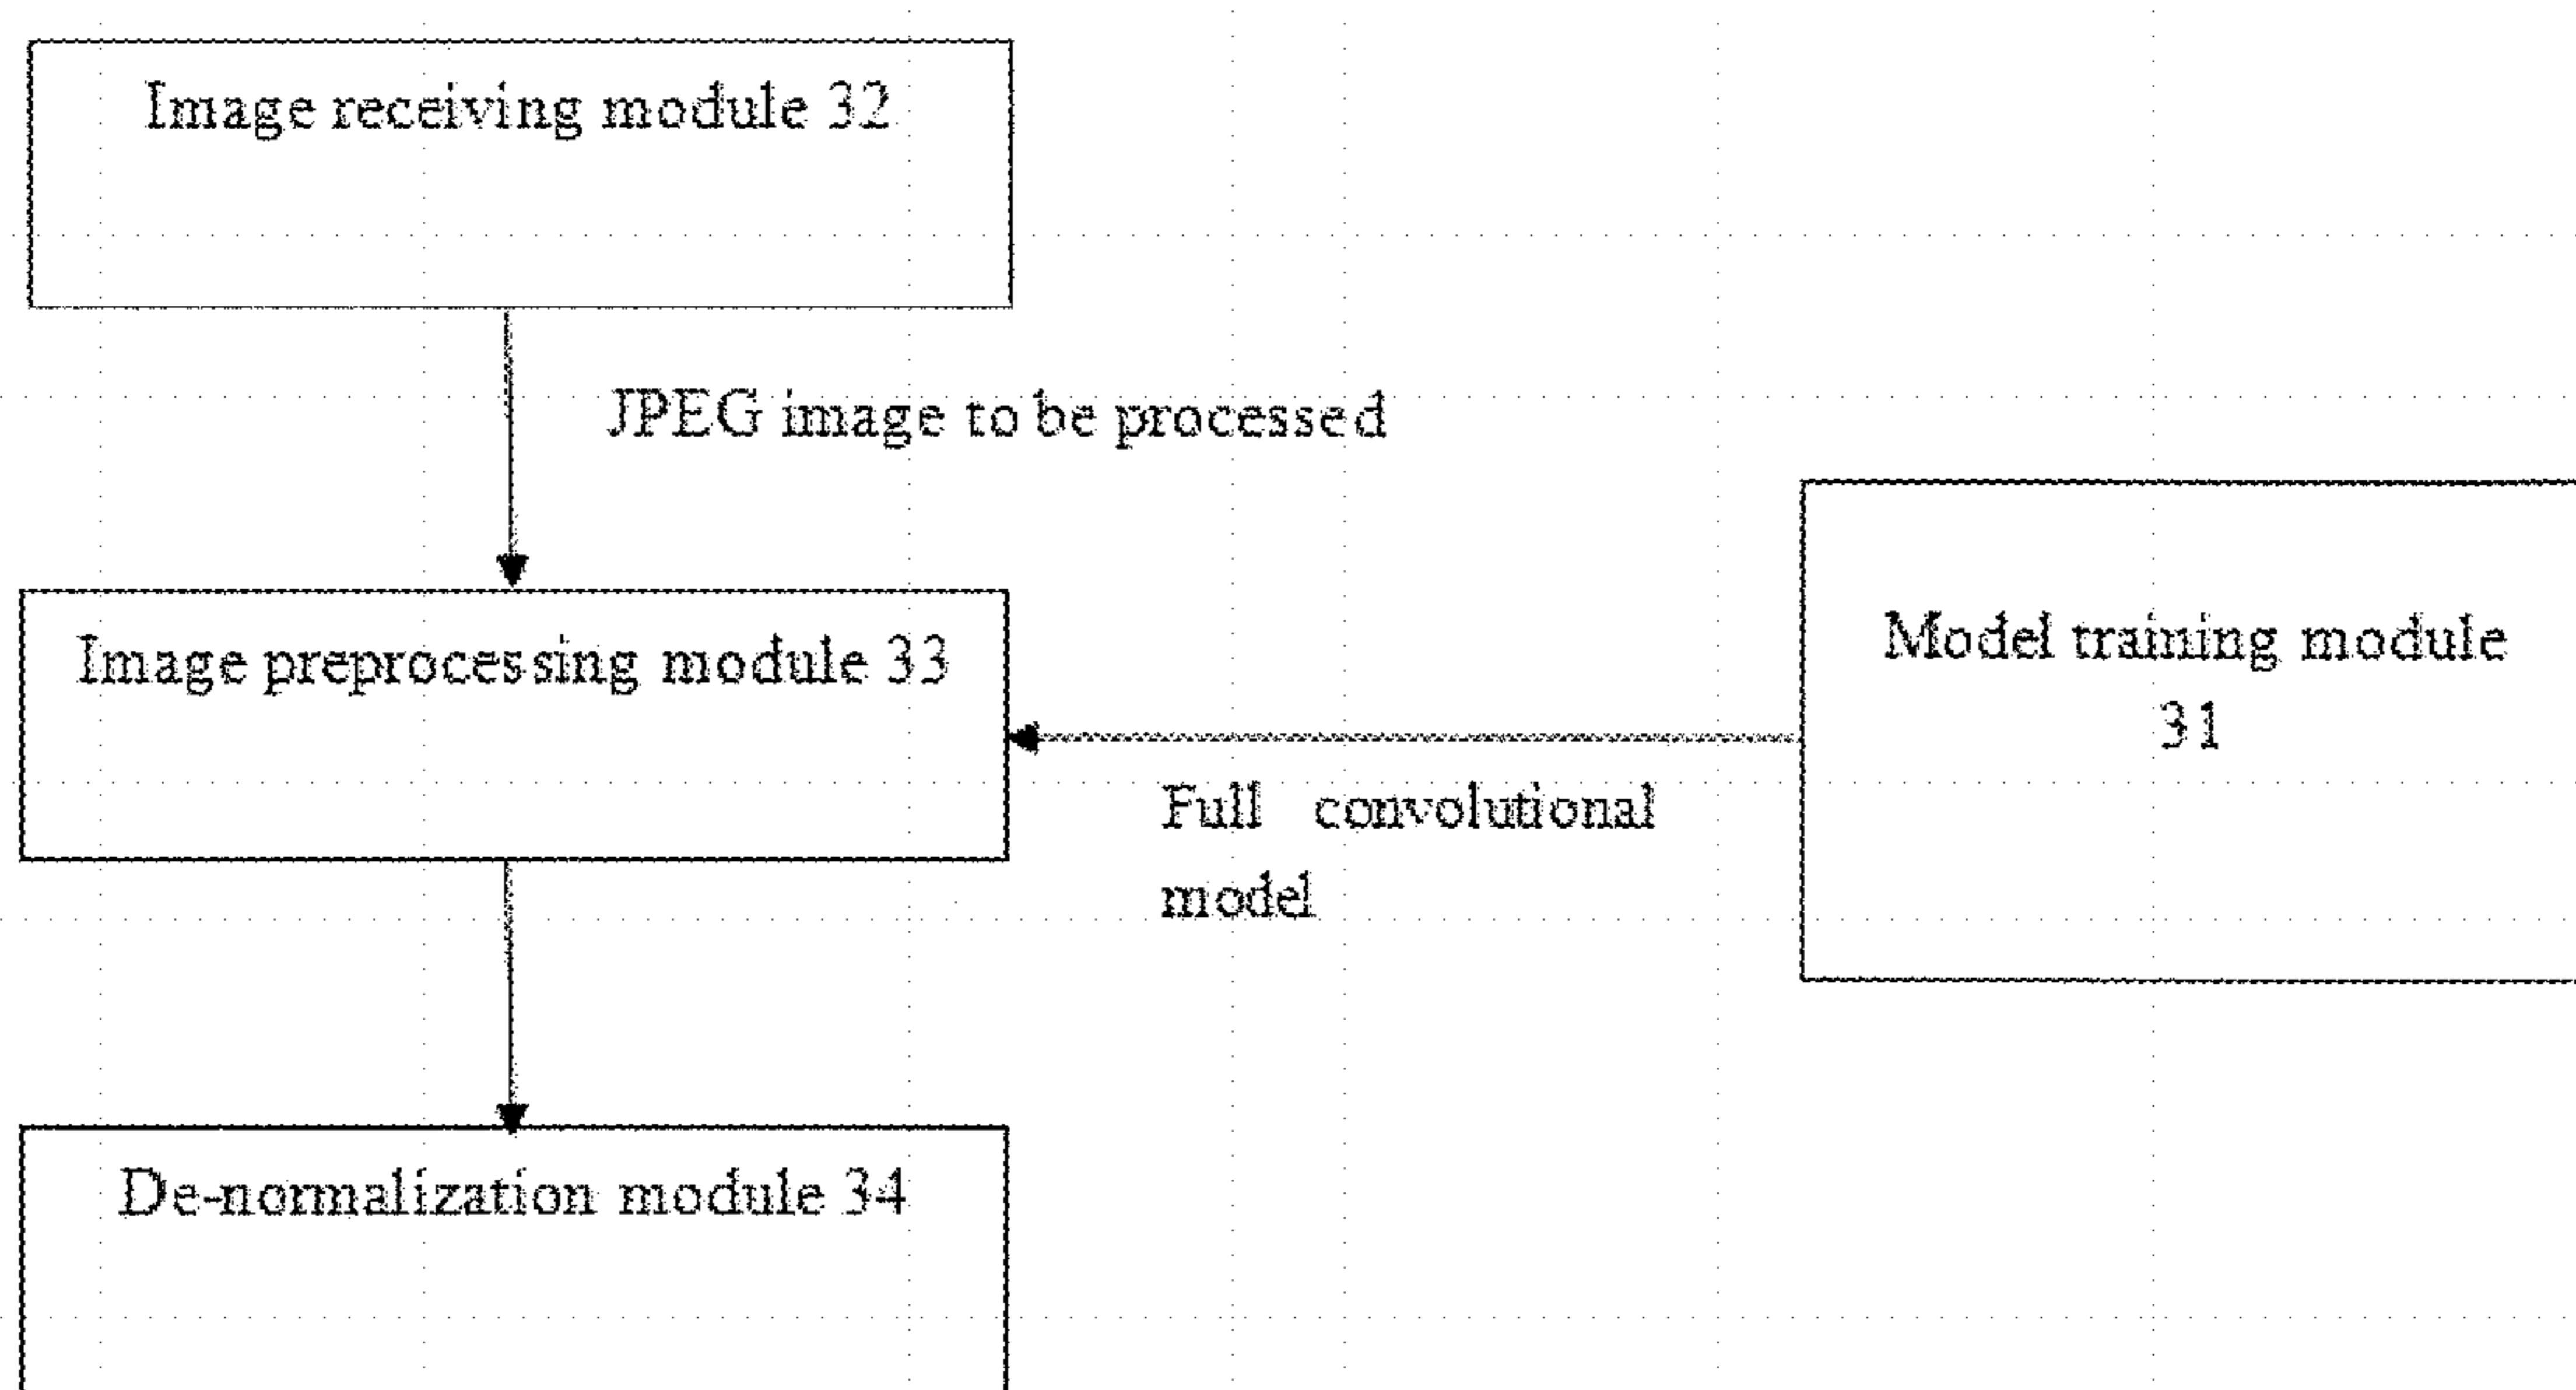 Image receiving module 32
JPEG image to be processed
Image preprocessing module 33
Model training module
31
Full convolutional
model
De-normalization module 34